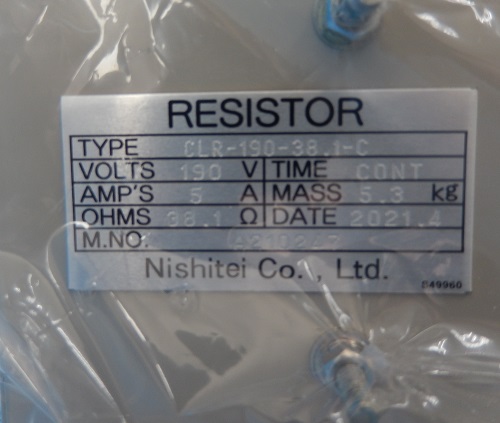 RESISTOR
TYPE CLR-190-38.1-C
VOLTS 190 V TIME CONT
AMP'S 5 A MASS 5.3 kg
OHMS 38.1 Ω DATE 2021.4
M.NO.
Nishitei Co. , Ltd.
S49960